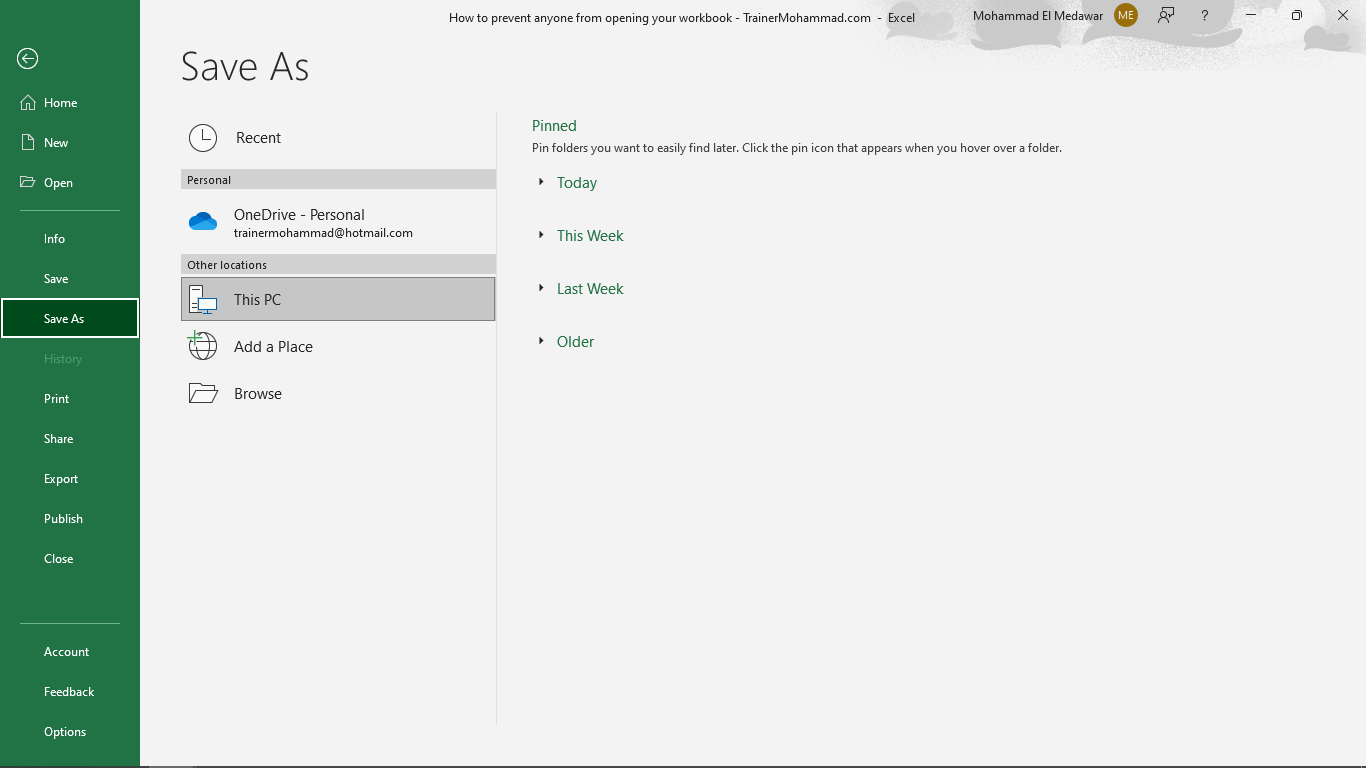 How to prevent anyone from opening your workbook - TrainerMohammad.com - Excel
Mohammad El Medawar
ME
?
Save As
Home
New
Open
Info
Save
Save As
History
Print
Share
Export
Publish
Close
Account
Feedback
Options
Recent
Personal
OneDrive - Personal
trainermohammad@hotmail.com
Other locations
This PC
Add a Place
Browse
Pinned
Pin folders you want to easily find later. Click the pin icon that appears when you hover over a folder.
Today
This Week
Last Week
Older